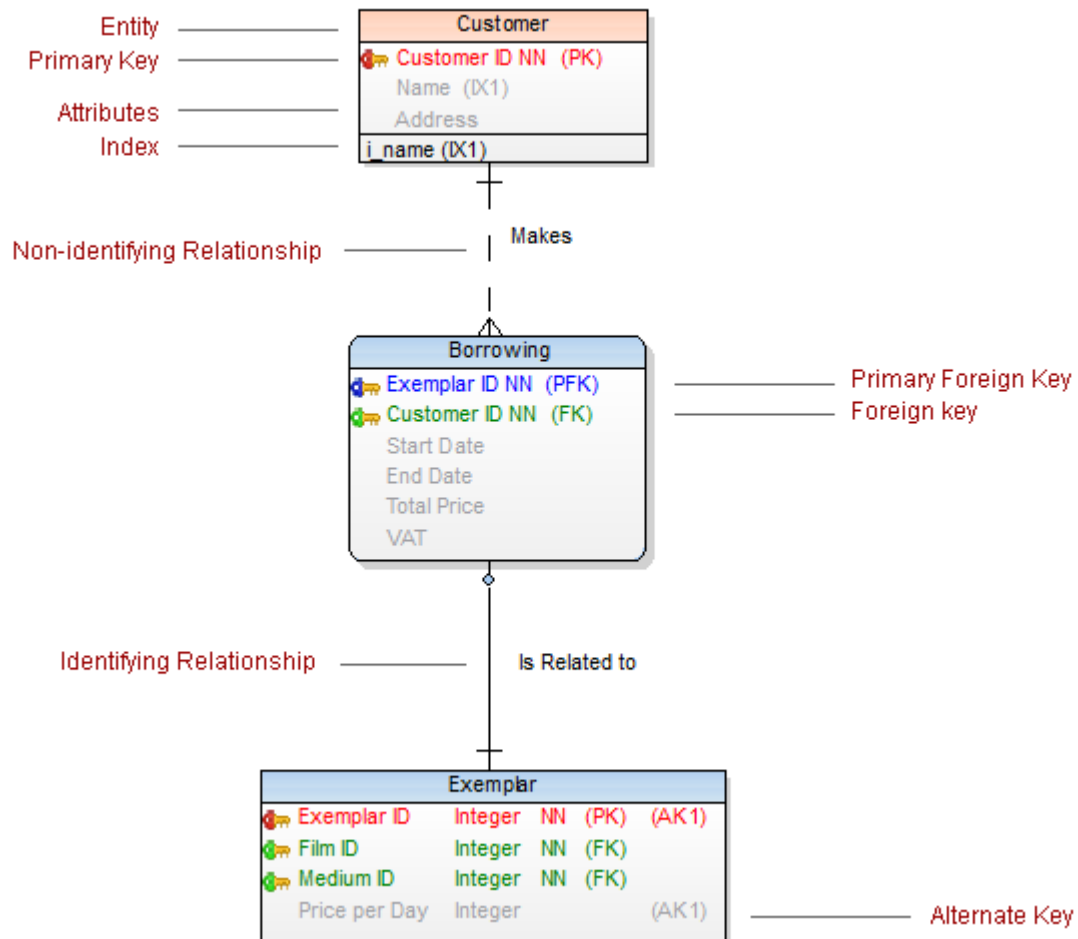 Customer
Entity
Customer ID NN (PK)
Primary Key
Name (IX1)
Attributes
Address
Index
i_name (IX1)
Makes
Non-identifying Relationship
Borrowing
Exemplar ID NN (PFK)
Primary Foreign Key
Customer ID NN (FK)
Foreign key
Start Date
End Date
Total Price
VAT
Identifying Relationship
Is Related to
Exemplar
Exemplar ID Integer NN (PK) (AK1)
Film ID Integer NN (FK)
Medium ID Integer NN (FK)
Price per Day Integer (AK1)
Alternate Key